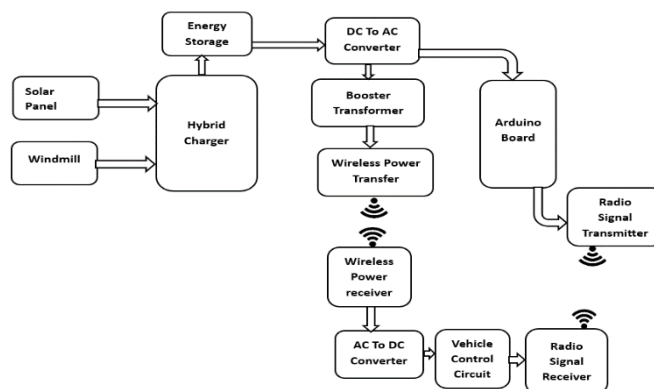 Energy
Storage
DC To AC
Converter
Solar
Panel
Hybrid
Charger
Booster
Transformer
Arduino
Board
Windmill
Wireless Power
Transfer
Radio
Signal
Transmitter
Wireless
Power
receiver
AC To DC
Converter
Vehicle
Control
Circuit
Radio
Signal
Receiver